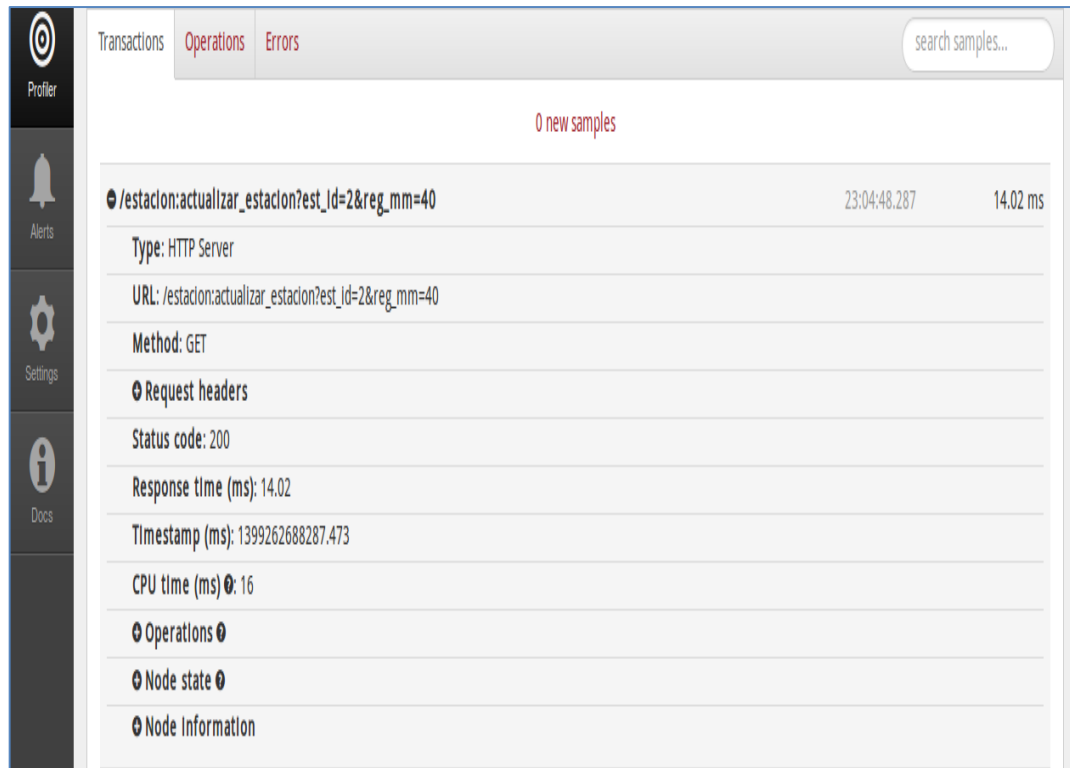 Profiler
Alerts
Settings
Docs
Transactions Operations Errors search samples...
0 new samples
/estacion:actualizar_estacion?est_id=2&reg_mm=40 23:04:48.287 14.02 ms
Type: HTTP Server
URL: /estacion:actualizar_estacion?est_id=2&reg_mm=40
Method: GET
Request headers
Status code: 200
Response time (ms): 14.02
Timestamp (ms): 1399262688287.473
CPU time (ms) ?: 16
Operations ?
Node state ?
Node Information